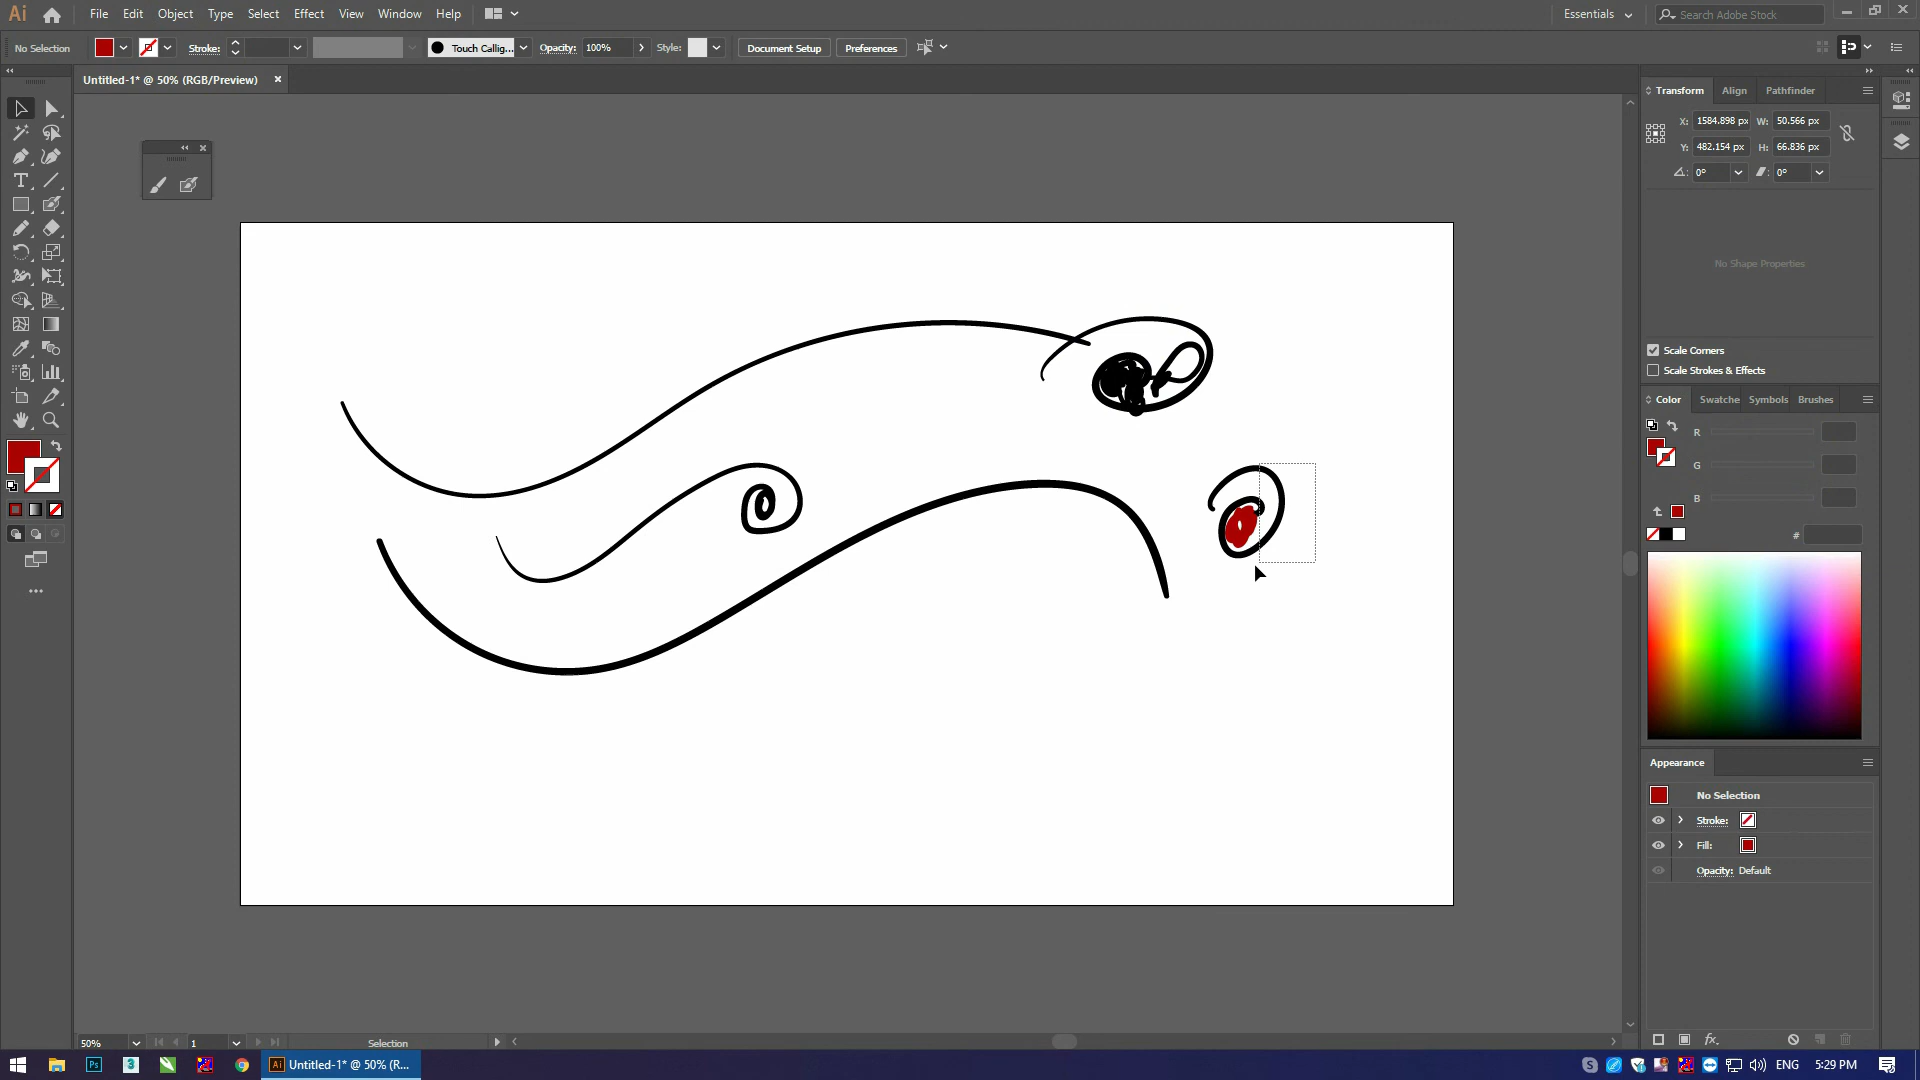 Ai File Edit Object Type Select Effect View Window Help Essentials Search Adobe Stock
No Selection Stroke: Touch Callig... Opacity: 100% Style: Document Setup Preferences
Untitled-1* @ 50% (RGB/Preview) ×
Transform Align Pathfinder
X: 1584.898 px W: 50.566 px
Y: 482.154 px H: 66.836 px
0° 0°
No Shape Properties
Scale Corners
Scale Strokes & Effects
Color Swatche Symbols Brushes
R
G
B
#
Appearance
No Selection
Stroke:
Fill:
Opacity: Default
50% 1 Selection
Ps 3 Ai Untitled-1* @ 50% (R... ENG 5:29 PM